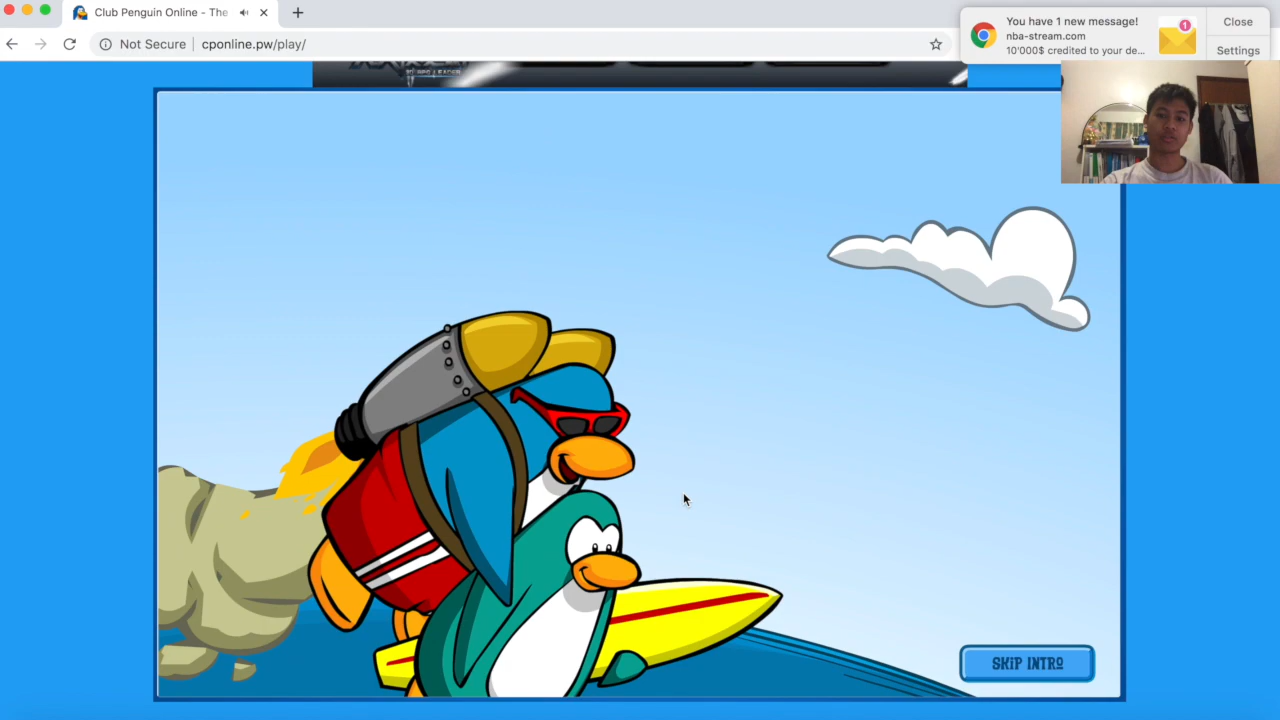 Club Penguin Online - The
Not Secure
cponline.pw/play/
You have 1 new message!
nba-stream.com
10'000$ credited to your de...
1
Close
Settings
SKIP INTRO